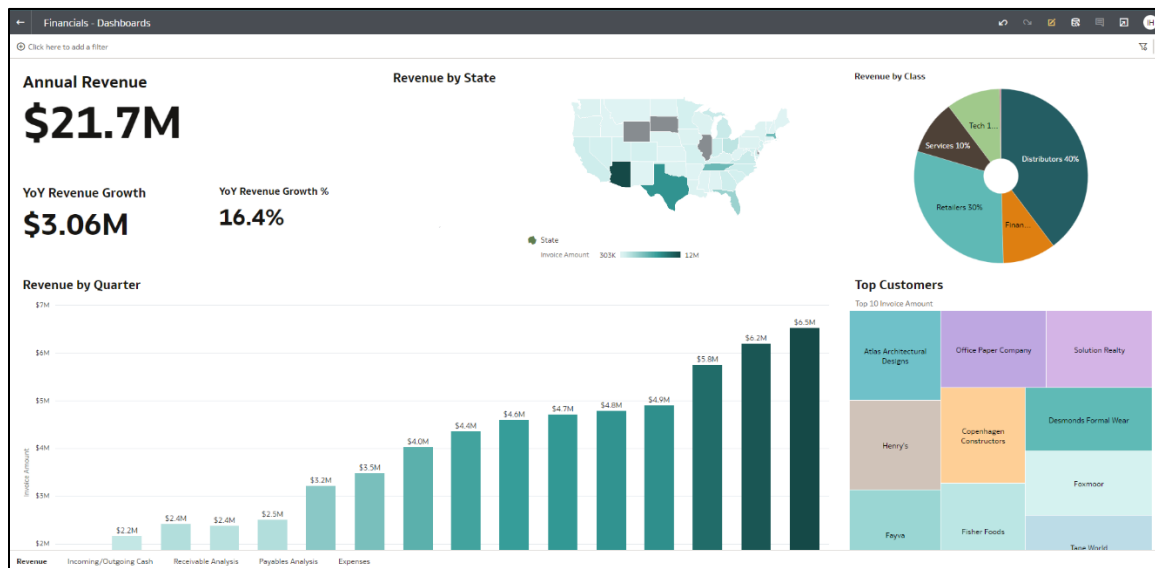 Financials - Dashboards
IH
Click here to add a filter
Annual Revenue
$21.7M
YoY Revenue Growth
$3.06M
YoY Revenue Growth %
16.4%
Revenue by State
State
Invoice Amount 303K 12M
Revenue by Class
Tech 1...
Services 10%
Distributors 40%
Retailers 30%
Finan...
Revenue by Quarter
Invoice Amount
$7M
$6M
$5M
$4M
$3M
$2M
$2.2M
$2.4M
$2.4M
$2.5M
$3.2M
$3.5M
$4.0M
$4.4M
$4.6M
$4.7M
$4.8M
$4.9M
$5.8M
$6.2M
$6.5M
Top Customers
Top 10 Invoice Amount
Atlas Architectural
Designs
Office Paper Company
Solution Realty
Henry's
Copenhagen
Constructors
Desmonds Formal Wear
Foxmoor
Fayva
Fisher Foods
Tape World
Revenue Incoming/Outgoing Cash Receivable Analysis Payables Analysis Expenses